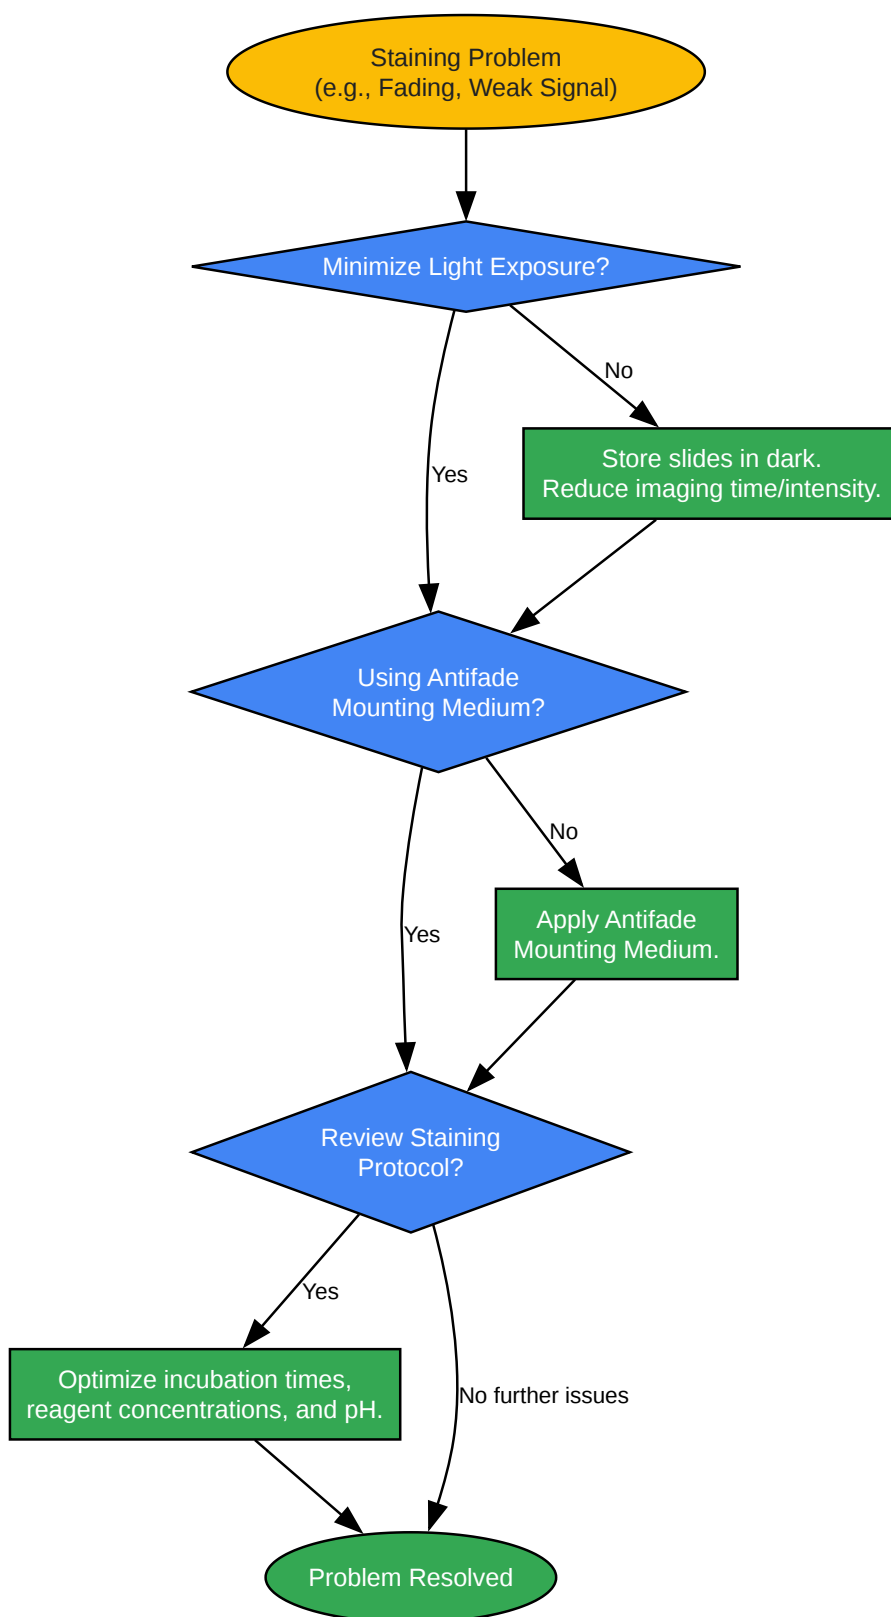 Staining Problem
(e.g., Fading, Weak Signal)
Minimize Light Exposure?
No
Store slides in dark.
Reduce imaging time/intensity.
Yes
Using Antifade
Mounting Medium?
No
Apply Antifade
Mounting Medium.
Yes
Review Staining
Protocol?
Yes
Optimize incubation times,
reagent concentrations, and pH.
No further issues
Problem Resolved